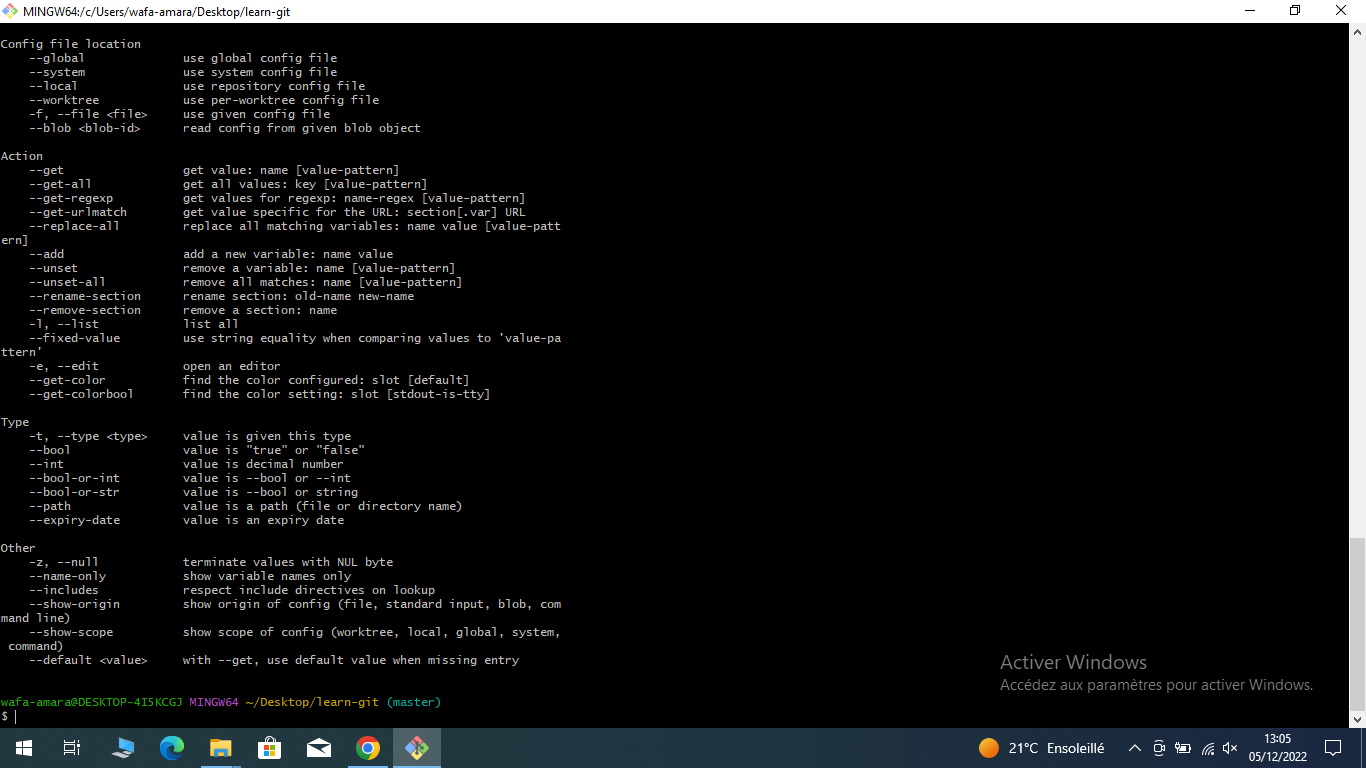 MINGW64:/c/Users/wafa-amara/Desktop/learn-git
Config file location
--global use global config file
--system use system config file
--local use repository config file
--worktree use per-worktree config file
-f, --file <file> use given config file
--blob <blob-id> read config from given blob object
Action
--get get value: name [value-pattern]
--get-all get all values: key [value-pattern]
--get-regexp get values for regexp: name-regex [value-pattern]
--get-urlmatch get value specific for the URL: section[.var] URL
--replace-all replace all matching variables: name value [value-patt
ern]
--add add a new variable: name value
--unset remove a variable: name [value-pattern]
--unset-all remove all matches: name [value-pattern]
--rename-section rename section: old-name new-name
--remove-section remove a section: name
-l, --list list all
--fixed-value use string equality when comparing values to 'value-pa
ttern'
-e, --edit open an editor
--get-color find the color configured: slot [default]
--get-colorbool find the color setting: slot [stdout-is-tty]
Type
-t, --type <type> value is given this type
--bool value is "true" or "false"
--int value is decimal number
--bool-or-int value is --bool or --int
--bool-or-str value is --bool or string
--path value is a path (file or directory name)
--expiry-date value is an expiry date
Other
-z, --null terminate values with NUL byte
--name-only show variable names only
--includes respect include directives on lookup
--show-origin show origin of config (file, standard input, blob, com
mand line)
--show-scope show scope of config (worktree, local, global, system,
command)
--default <value> with --get, use default value when missing entry
wafa-amara@DESKTOP-4I5KCGJ MINGW64 ~/Desktop/learn-git (master)
$
Activer Windows
Accédez aux paramètres pour activer Windows.
21°C Ensoleillé
13:05
05/12/2022